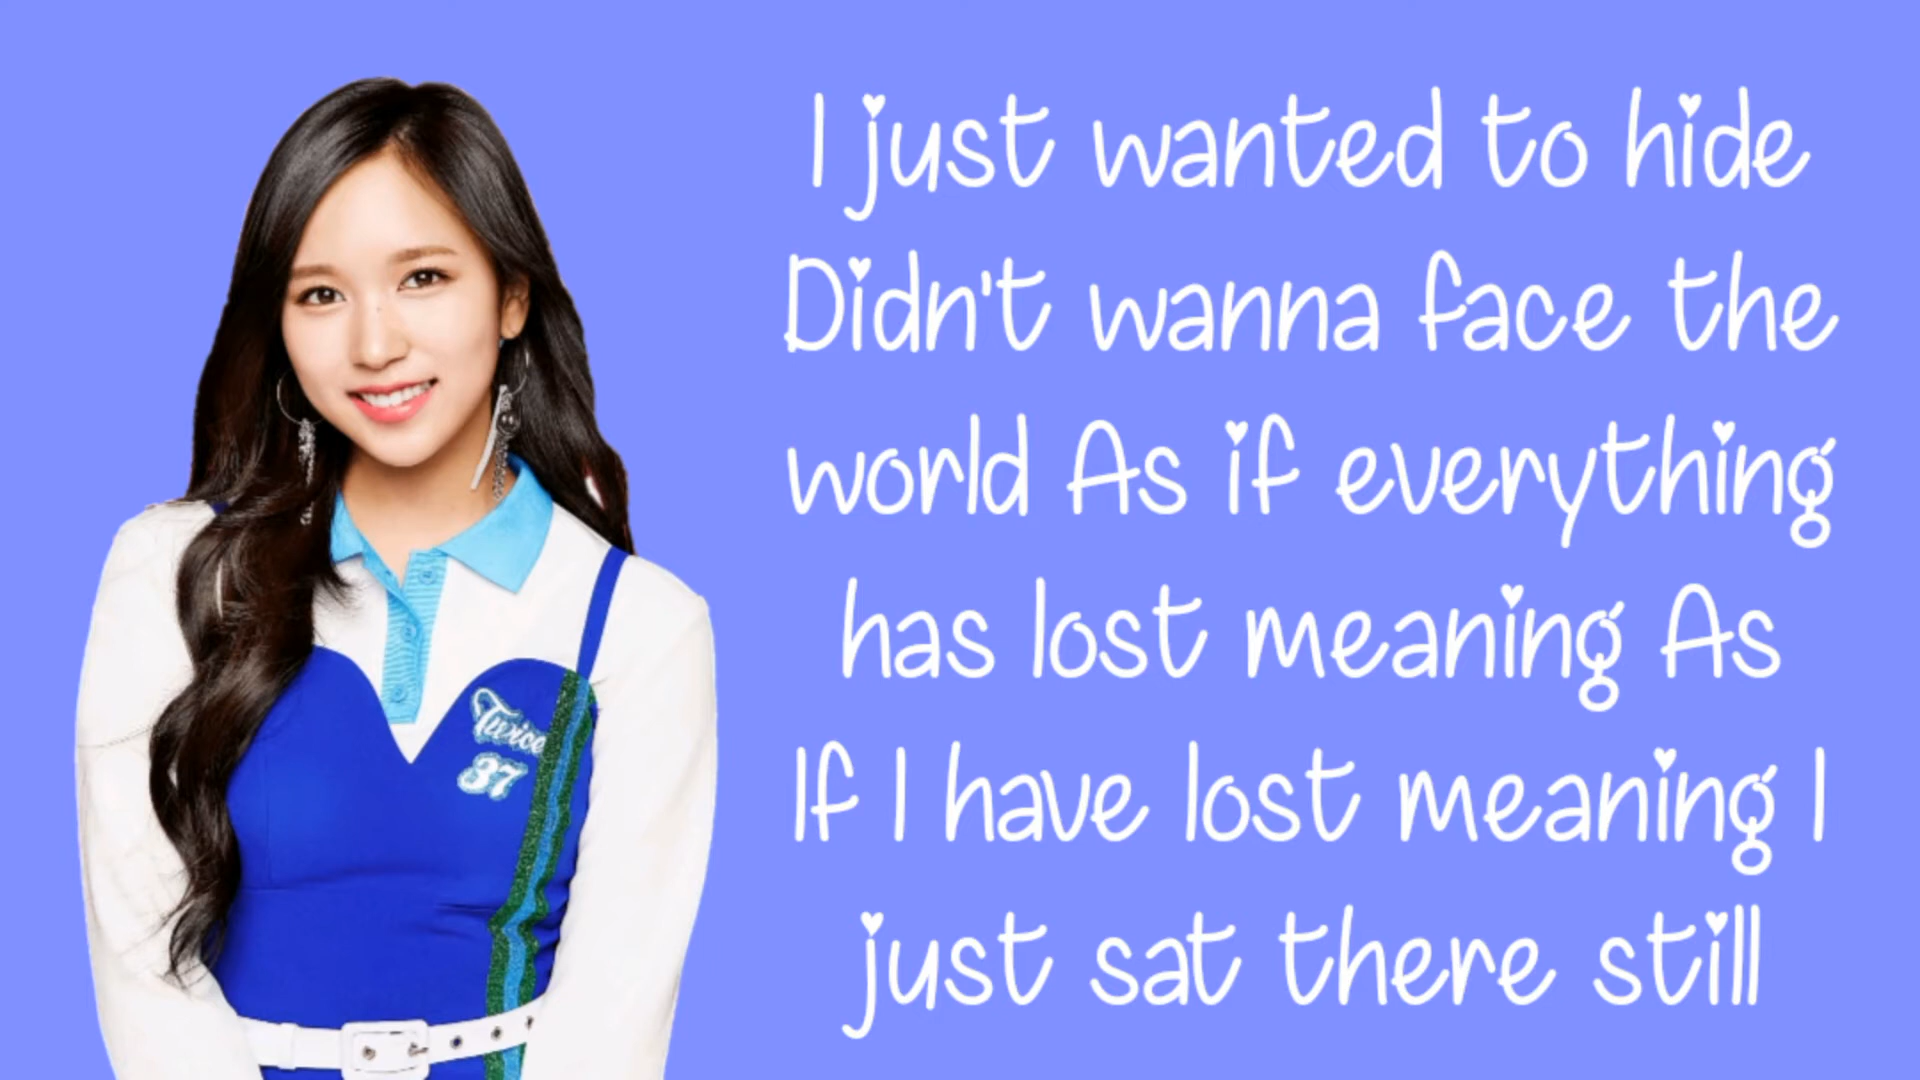 I just wanted to hide
Didn't wanna face the
world As if everything
has lost meaning As
If I have lost meaning I
just sat there still
Twice
37